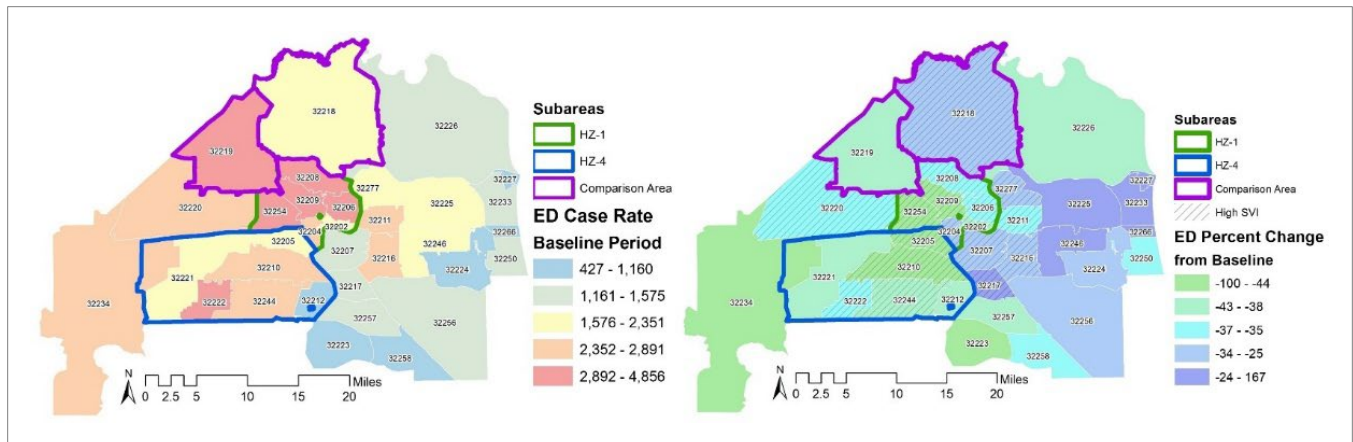 32218
32226
32219
32227
32208
32277
32233
32220
32209
32206
32225
32254
32211
32202
32204
32266
32205
32207
32246
32250
32221
32210
32216
32224
32234
32222
32244
32212
32217
32257
32256
32223
32258
N
Miles
0 2.5 5 10 15 20
Subareas
HZ-1
HZ-4
Comparison Area
ED Case Rate
Baseline Period
427 - 1,160
1,161 - 1,575
1,576 - 2,351
2,352 - 2,891
2,892 - 4,856
32218
32226
32219
32227
32208
32277
32233
32220
32209
32206
32225
32254
32211
32202
32204
32266
32205
32207
32246
32250
32221
32210
32216
32224
32234
32222
32244
32212
32217
32257
32256
32223
32258
N
Miles
0 2.5 5 10 15 20
Subareas
HZ-1
HZ-4
Comparison Area
High SVI
ED Percent Change
from Baseline
-100 - -44
-43 - -38
-37 - -35
-34 - -25
-24 - 167